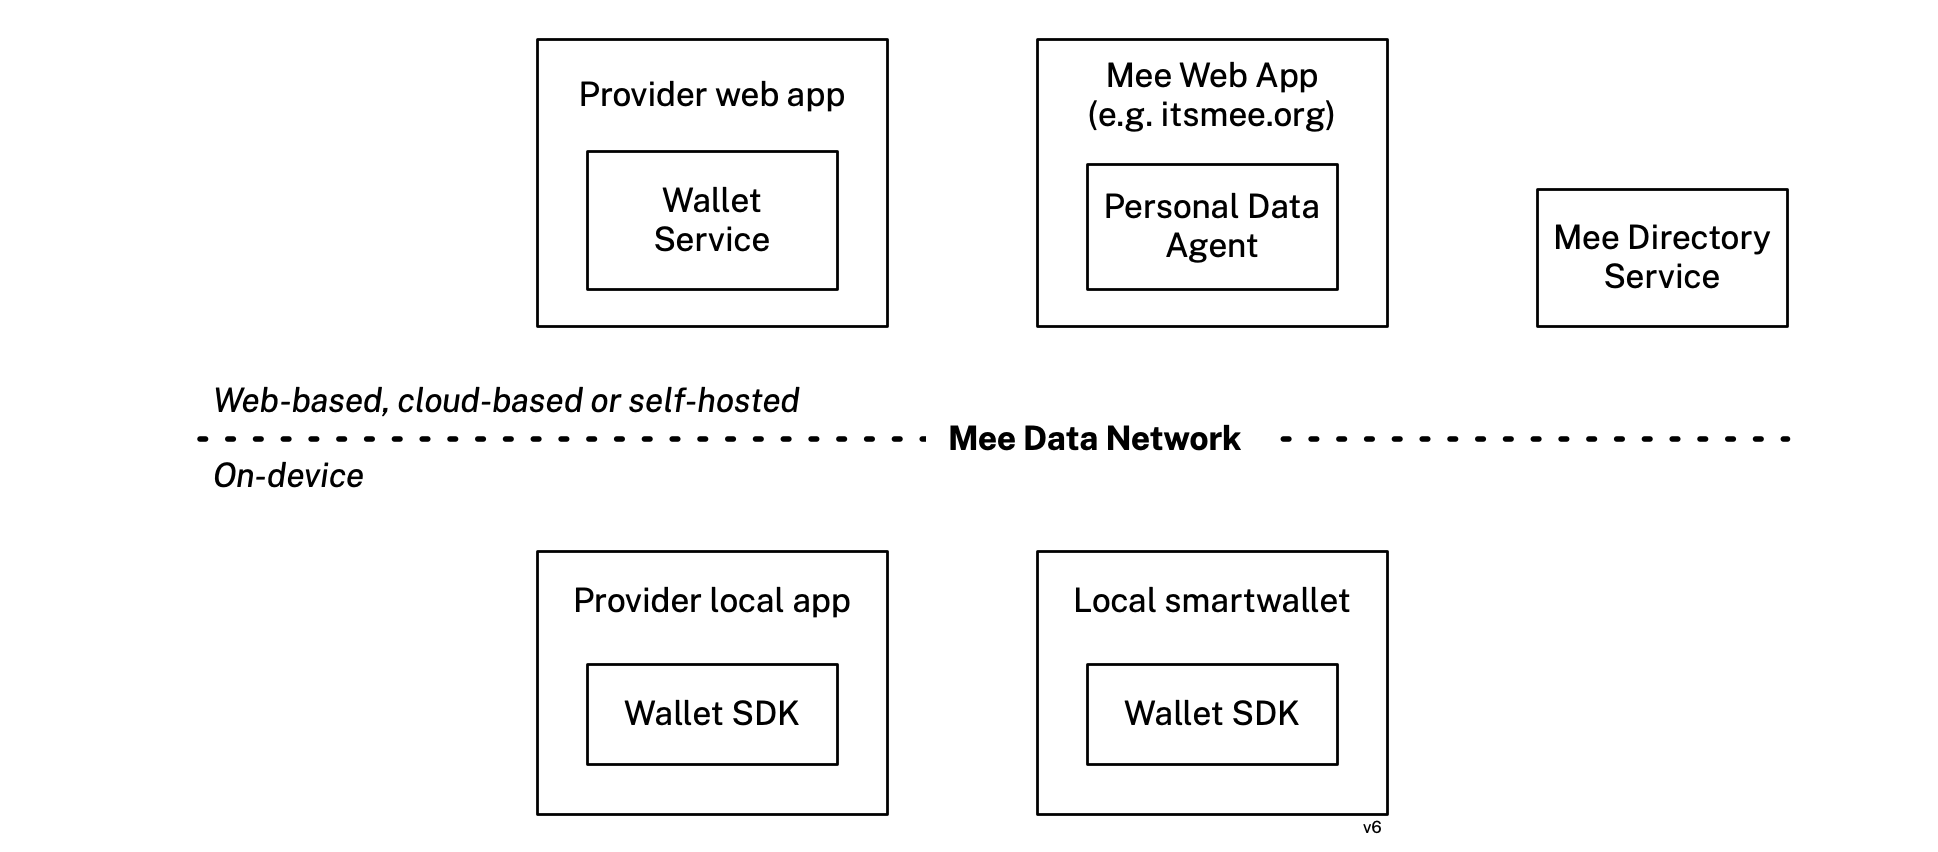 Provider web app
Wallet
Service
Mee Web App
(e.g. itsmee.org)
Personal Data
Agent
Mee Directory
Service
Web-based, cloud-based or self-hosted
Mee Data Network
On-device
Provider local app
Wallet SDK
Local smartwallet
Wallet SDK
v6